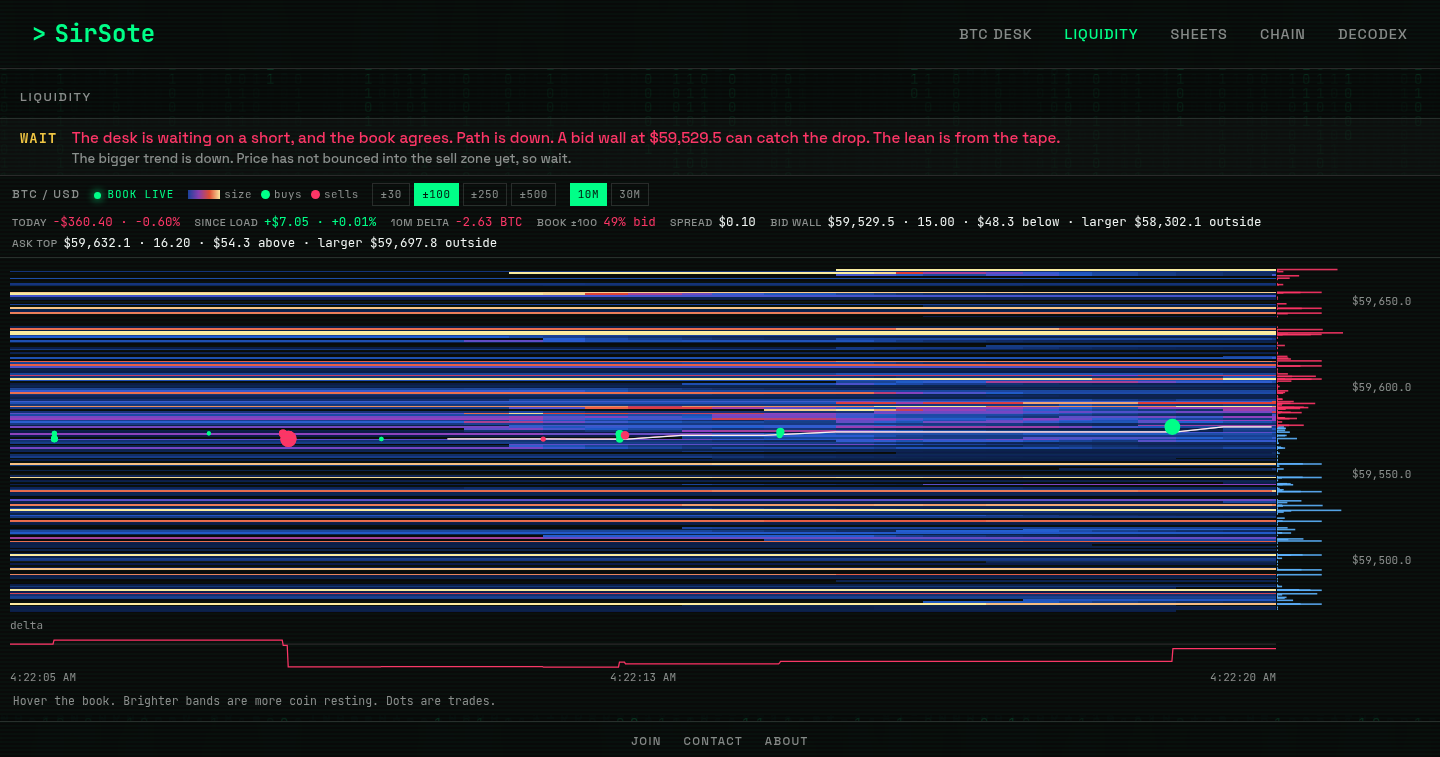 > SirSote
BTC DESK LIQUIDITY SHEETS CHAIN DECODEX
LIQUIDITY
WAIT The desk is waiting on a short, and the book agrees. Path is down. A bid wall at $59,529.5 can catch the drop. The lean is from the tape.
The bigger trend is down. Price has not bounced into the sell zone yet, so wait.
BTC / USD BOOK LIVE size buys sells ±30 ±100 ±250 ±500 10M 30M
TODAY -$360.40 · -0.60% SINCE LOAD +$7.05 · +0.01% 10M DELTA -2.63 BTC BOOK ±100 49% bid SPREAD $0.10 BID WALL $59,529.5 · 15.00 · $48.3 below · larger $58,302.1 outside
ASK TOP $59,632.1 · 16.20 · $54.3 above · larger $59,697.8 outside
$59,650.0
$59,600.0
$59,550.0
$59,500.0
delta
4:22:05 AM 4:22:13 AM 4:22:20 AM
Hover the book. Brighter bands are more coin resting. Dots are trades.
JOIN CONTACT ABOUT